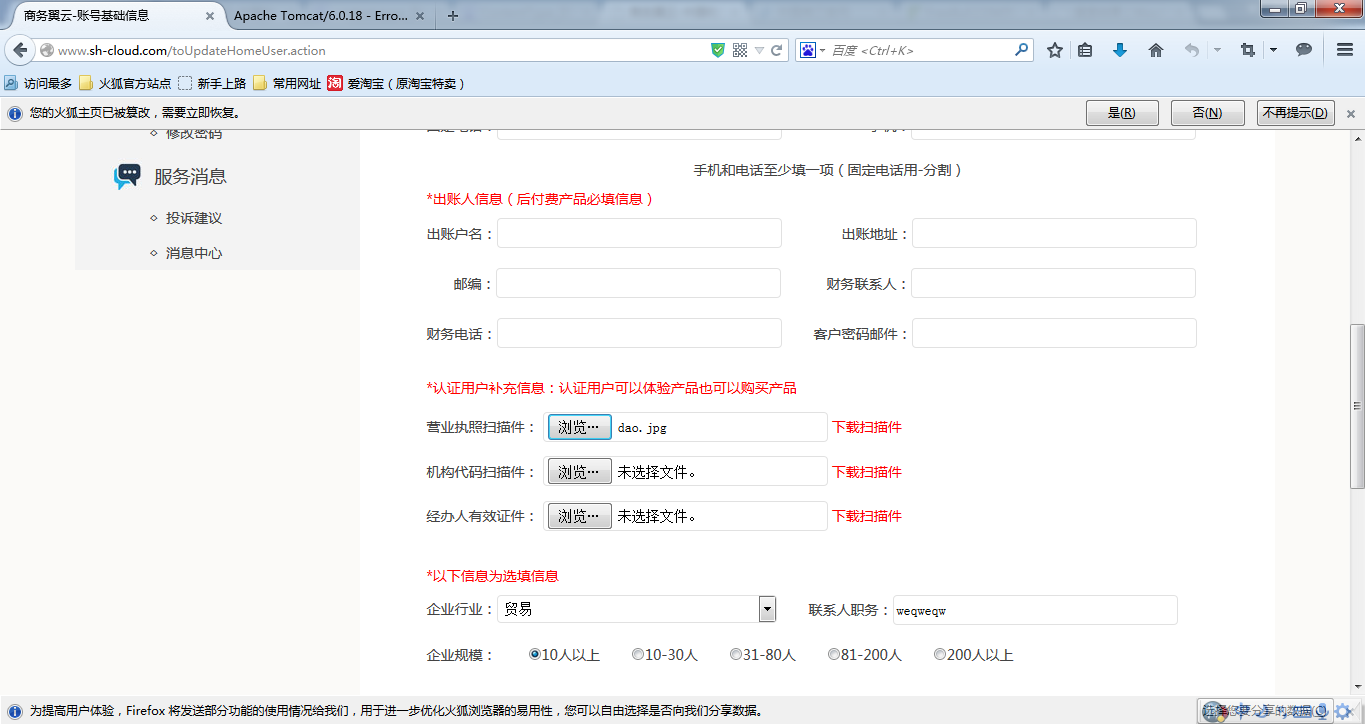 商务翼云-账号基础信息 × Apache Tomcat/6.0.18 - Erro... × +
www.sh-cloud.com/toUpdateHomeUser.action 百度 <Ctrl+K>
访问最多 火狐官方站点 新手上路 常用网址 淘 爱淘宝（原淘宝特卖）
您的火狐主页已被篡改，需要立即恢复。 是(R) 否(N) 不再提示(D) ×
修改密码
服务消息
投诉建议
消息中心
手机和电话至少填一项（固定电话用-分割）
*出账人信息（后付费产品必填信息）
出账户名： 出账地址：
邮编： 财务联系人：
财务电话： 客户密码邮件：
*认证用户补充信息：认证用户可以体验产品也可以购买产品
营业执照扫描件： 浏览… dao.jpg 下载扫描件
机构代码扫描件： 浏览… 未选择文件。 下载扫描件
经办人有效证件： 浏览… 未选择文件。 下载扫描件
*以下信息为选填信息
企业行业： 贸易 联系人职务： weqweqw
企业规模： 10人以上 10-30人 31-80人 81-200人 200人以上
为提高用户体验，Firefox 将发送部分功能的使用情况给我们，用于进一步优化火狐浏览器的易用性，您可以自由选择是否向我们分享数据。